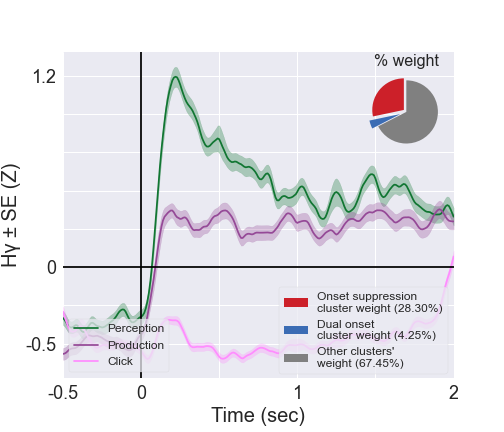 % weight
1.2
0
-0.5
Hγ ± SE (Z)
Perception
Production
Click
Onset suppression
cluster weight (28.30%)
Dual onset
cluster weight (4.25%)
Other clusters'
weight (67.45%)
-0.5
0
1
2
Time (sec)